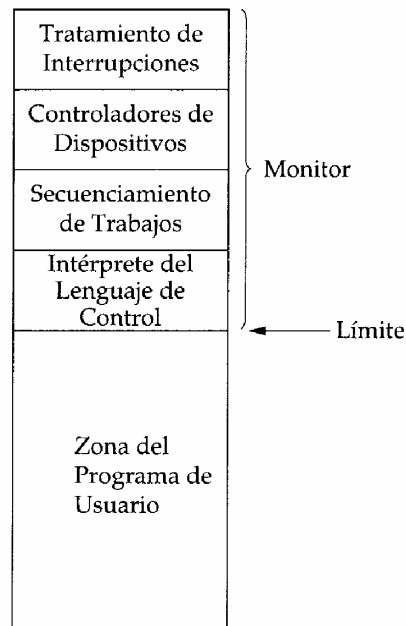 Tratamiento de
Interrupciones
Controladores de
Dispositivos
Secuenciamiento
de Trabajos
Intérprete del
Lenguaje de
Control
Monitor
Límite
Zona del
Programa de
Usuario